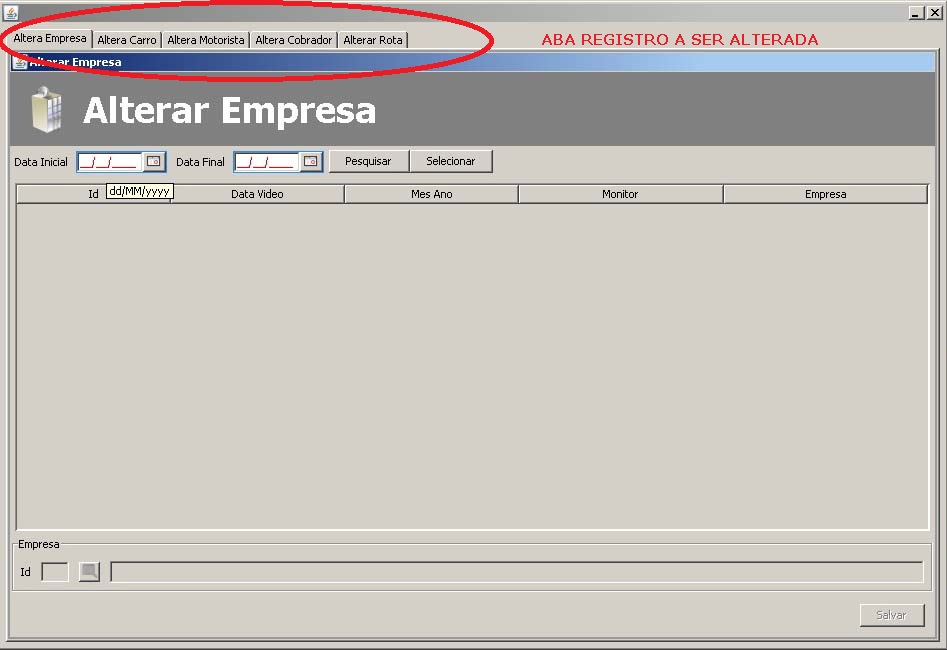 Altera Empresa Altera Carro Altera Motorista Altera Cobrador Alterar Rota
ABA REGISTRO A SER ALTERADA
Alterar Empresa
Alterar Empresa
Data Inicial __/__/____ Data Final __/__/____ Pesquisar Selecionar
Id Data Video Mes Ano Monitor Empresa
dd/MM/yyyy
Empresa
Id
Salvar